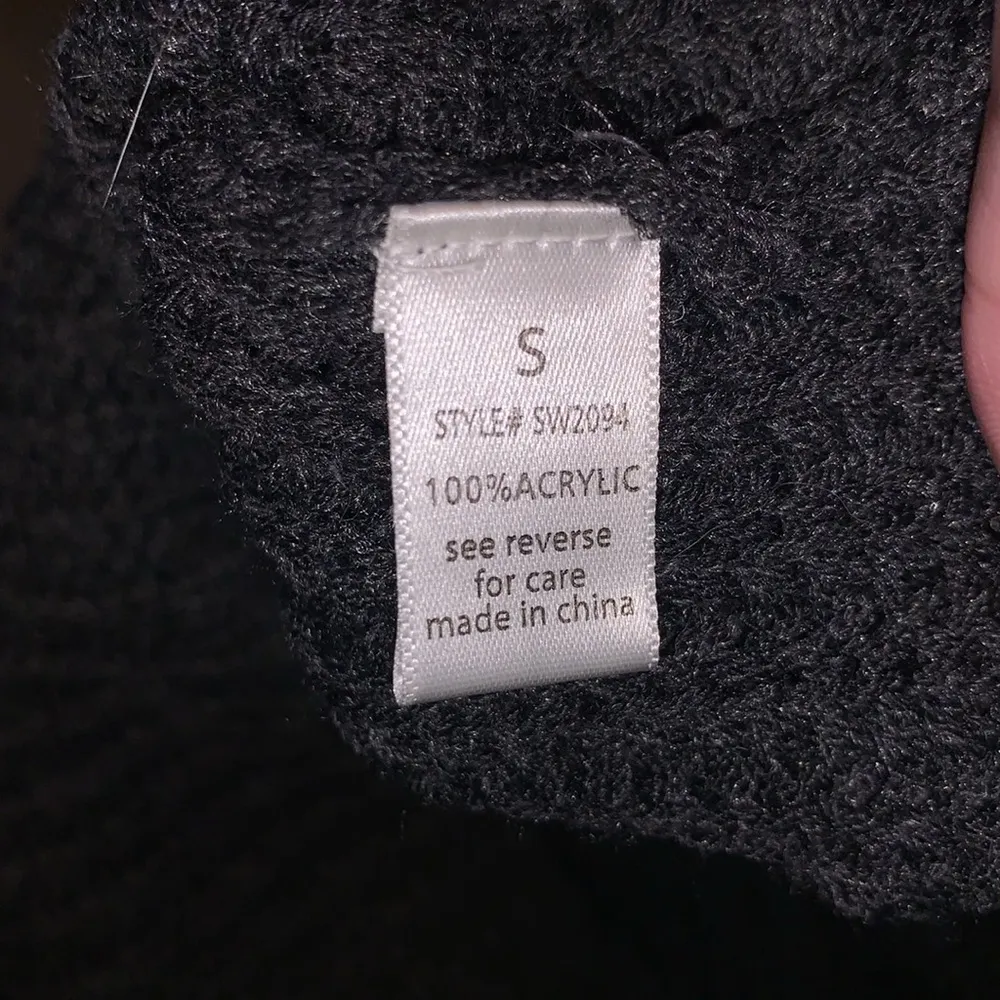 S
STYLE# SW2094
100%ACRYLIC
see reverse
for care
made in china